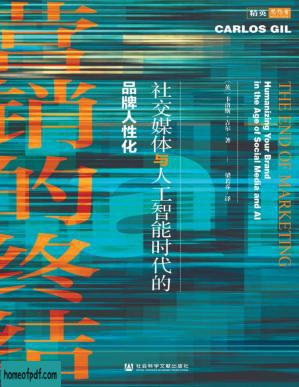 精英
CARLOS GIL
营销的终结
THE END OF MARKETING
Humanizing Your Brand
in the Age of Social Media and AI
社交媒体与人工智能时代的
品牌人性化
〔英〕卡洛斯·吉尔 / 著
梁若乔 / 译
社会科学文献出版社
homeofpdf.com